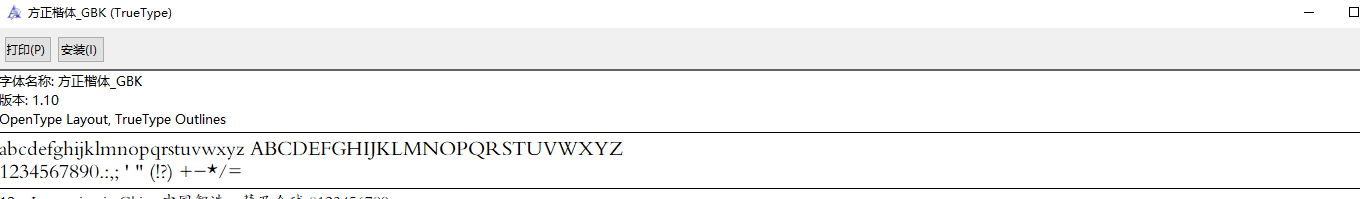 方正楷体_GBK (TrueType)
打印(P) 安装(I)
字体名称: 方正楷体_GBK
版本: 1.10
OpenType Layout, TrueType Outlines
abcdefghijklmnopqrstuvwxyz ABCDEFGHIJKLMNOPQRSTUVWXYZ
1234567890.:,; ' " (!?) +-*/=